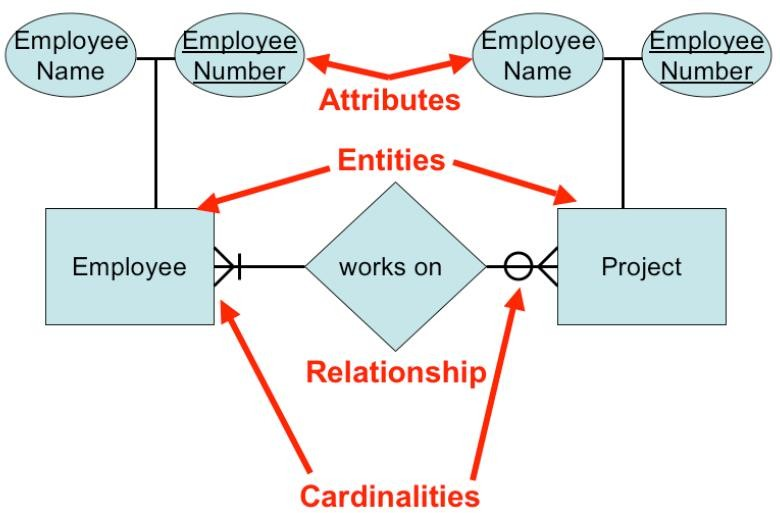 Employee
Name
Employee
Number
Employee
Name
Employee
Number
Attributes
Entities
Employee
works on
Project
Relationship
Cardinalities